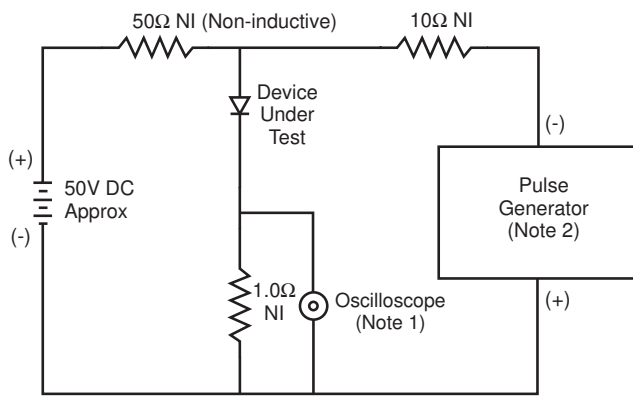 50Ω NI (Non-inductive)
10Ω NI
Device
Under
Test
(-)
(+)
50V DC
Approx
(-)
Pulse
Generator
(Note 2)
1.0Ω
NI
Oscilloscope
(Note 1)
(+)